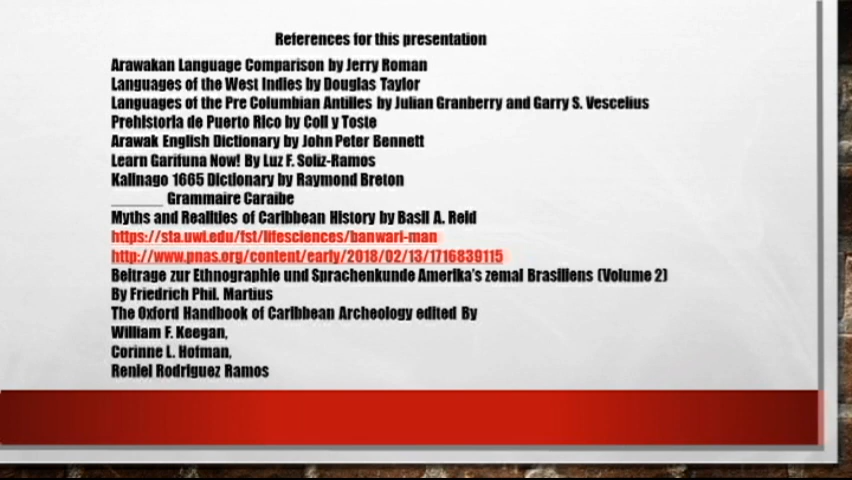 References for this presentation
Arawakan Language Comparison by Jerry Roman
Languages of the West Indies by Douglas Taylor
Languages of the Pre Columbian Antilles by Julian Granberry and Garry S. Vescelius
Prehistoria de Puerto Rico by Coll y Toste
Arawak English Dictionary by John Peter Bennett
Learn Garifuna Now! By Luz F. Soliz-Ramos
Kalinago 1665 Dictionary by Raymond Breton
______ Grammaire Caraibe
Myths and Realities of Caribbean History by Basil A. Reid
https://sta.uwi.edu/fst/lifesciences/banwari-man
http://www.pnas.org/content/early/2018/02/13/1716839115
Beitrage zur Ethnographie und Sprachenkunde Amerika's zemal Brasiliens (Volume 2)
By Friedrich Phil. Martius
The Oxford Handbook of Caribbean Archeology edited By
William F. Keegan,
Corinne L. Hofman,
Reniel Rodriguez Ramos